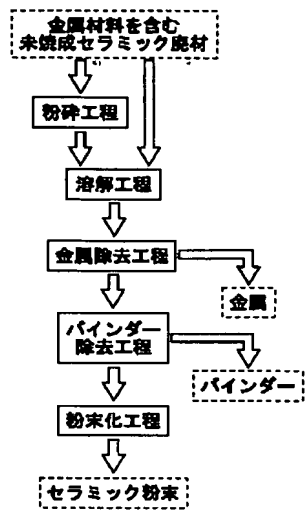 金属材料を含む
未焼成セラミック廃材
粉砕工程
溶解工程
金属除去工程
金属
バインダー
除去工程
バインダー
粉末化工程
セラミック粉末